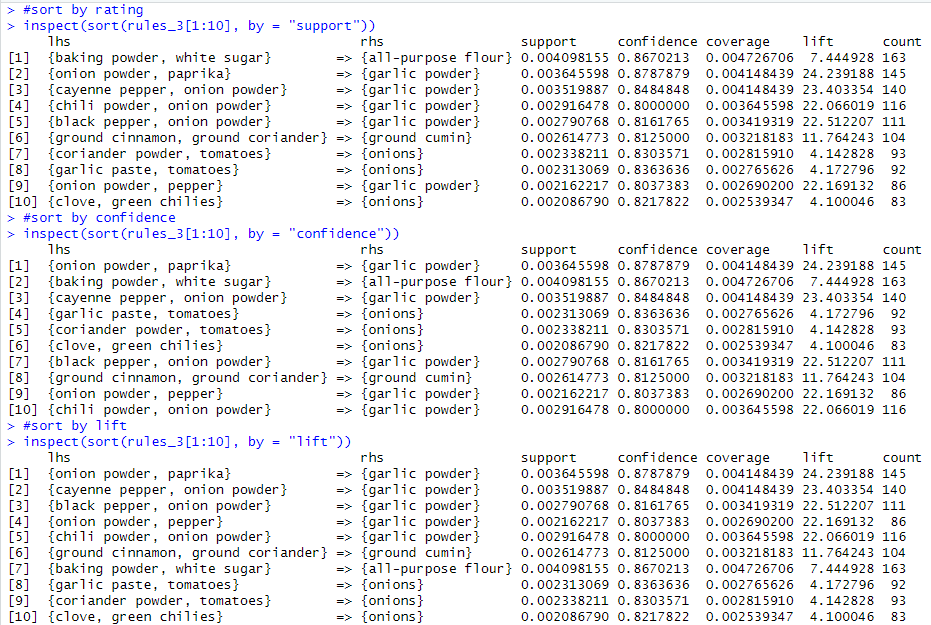 > #sort by rating
> inspect(sort(rules_3[1:10], by = "support"))
lhs rhs support confidence coverage lift count
[1] {baking powder, white sugar} => {all-purpose flour} 0.004098155 0.8670213 0.004726706 7.444928 163
[2] {onion powder, paprika} => {garlic powder} 0.003645598 0.8787879 0.004148439 24.239188 145
[3] {cayenne pepper, onion powder} => {garlic powder} 0.003519887 0.8484848 0.004148439 23.403354 140
[4] {chili powder, onion powder} => {garlic powder} 0.002916478 0.8000000 0.003645598 22.066019 116
[5] {black pepper, onion powder} => {garlic powder} 0.002790768 0.8161765 0.003419319 22.512207 111
[6] {ground cinnamon, ground coriander} => {ground cumin} 0.002614773 0.8125000 0.003218183 11.764243 104
[7] {coriander powder, tomatoes} => {onions} 0.002338211 0.8303571 0.002815910 4.142828 93
[8] {garlic paste, tomatoes} => {onions} 0.002313069 0.8363636 0.002765626 4.172796 92
[9] {onion powder, pepper} => {garlic powder} 0.002162217 0.8037383 0.002690200 22.169132 86
[10] {clove, green chilies} => {onions} 0.002086790 0.8217822 0.002539347 4.100046 83
> #sort by confidence
> inspect(sort(rules_3[1:10], by = "confidence"))
lhs rhs support confidence coverage lift count
[1] {onion powder, paprika} => {garlic powder} 0.003645598 0.8787879 0.004148439 24.239188 145
[2] {baking powder, white sugar} => {all-purpose flour} 0.004098155 0.8670213 0.004726706 7.444928 163
[3] {cayenne pepper, onion powder} => {garlic powder} 0.003519887 0.8484848 0.004148439 23.403354 140
[4] {garlic paste, tomatoes} => {onions} 0.002313069 0.8363636 0.002765626 4.172796 92
[5] {coriander powder, tomatoes} => {onions} 0.002338211 0.8303571 0.002815910 4.142828 93
[6] {clove, green chilies} => {onions} 0.002086790 0.8217822 0.002539347 4.100046 83
[7] {black pepper, onion powder} => {garlic powder} 0.002790768 0.8161765 0.003419319 22.512207 111
[8] {ground cinnamon, ground coriander} => {ground cumin} 0.002614773 0.8125000 0.003218183 11.764243 104
[9] {onion powder, pepper} => {garlic powder} 0.002162217 0.8037383 0.002690200 22.169132 86
[10] {chili powder, onion powder} => {garlic powder} 0.002916478 0.8000000 0.003645598 22.066019 116
> #sort by lift
> inspect(sort(rules_3[1:10], by = "lift"))
lhs rhs support confidence coverage lift count
[1] {onion powder, paprika} => {garlic powder} 0.003645598 0.8787879 0.004148439 24.239188 145
[2] {cayenne pepper, onion powder} => {garlic powder} 0.003519887 0.8484848 0.004148439 23.403354 140
[3] {black pepper, onion powder} => {garlic powder} 0.002790768 0.8161765 0.003419319 22.512207 111
[4] {onion powder, pepper} => {garlic powder} 0.002162217 0.8037383 0.002690200 22.169132 86
[5] {chili powder, onion powder} => {garlic powder} 0.002916478 0.8000000 0.003645598 22.066019 116
[6] {ground cinnamon, ground coriander} => {ground cumin} 0.002614773 0.8125000 0.003218183 11.764243 104
[7] {baking powder, white sugar} => {all-purpose flour} 0.004098155 0.8670213 0.004726706 7.444928 163
[8] {garlic paste, tomatoes} => {onions} 0.002313069 0.8363636 0.002765626 4.172796 92
[9] {coriander powder, tomatoes} => {onions} 0.002338211 0.8303571 0.002815910 4.142828 93
[10] {clove, green chilies} => {onions} 0.002086790 0.8217822 0.002539347 4.100046 83